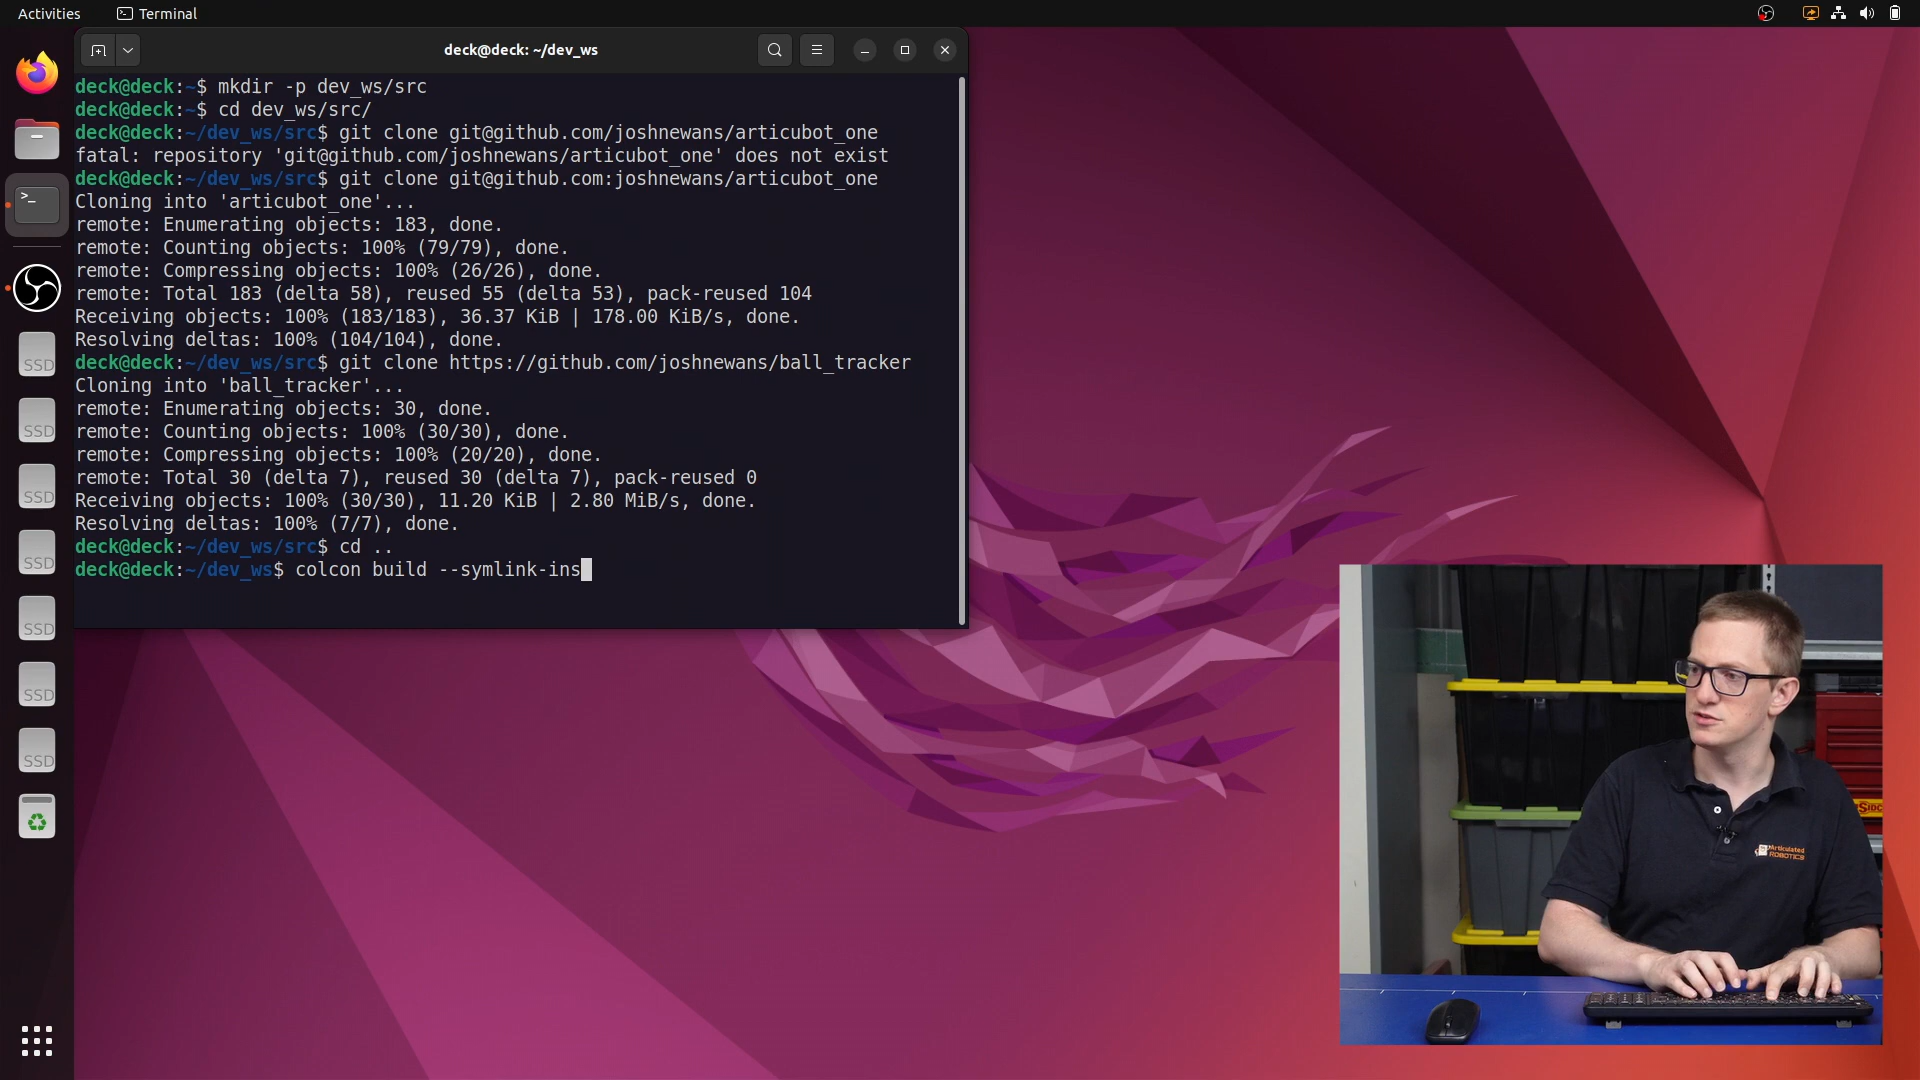 Activities
Terminal
deck@deck: ~/dev_ws
deck@deck:~$ mkdir -p dev_ws/src
deck@deck:~$ cd dev_ws/src/
deck@deck:~/dev_ws/src$ git clone git@github.com/joshnewans/articubot_one
fatal: repository 'git@github.com/joshnewans/articubot_one' does not exist
deck@deck:~/dev_ws/src$ git clone git@github.com:joshnewans/articubot_one
Cloning into 'articubot_one'...
remote: Enumerating objects: 183, done.
remote: Counting objects: 100% (79/79), done.
remote: Compressing objects: 100% (26/26), done.
remote: Total 183 (delta 58), reused 55 (delta 53), pack-reused 104
Receiving objects: 100% (183/183), 36.37 KiB | 178.00 KiB/s, done.
Resolving deltas: 100% (104/104), done.
deck@deck:~/dev_ws/src$ git clone https://github.com/joshnewans/ball_tracker
Cloning into 'ball_tracker'...
remote: Enumerating objects: 30, done.
remote: Counting objects: 100% (30/30), done.
remote: Compressing objects: 100% (20/20), done.
remote: Total 30 (delta 7), reused 30 (delta 7), pack-reused 0
Receiving objects: 100% (30/30), 11.20 KiB | 2.80 MiB/s, done.
Resolving deltas: 100% (7/7), done.
deck@deck:~/dev_ws/src$ cd ..
deck@deck:~/dev_ws$ colcon build --symlink-ins
SSD
SSD
SSD
SSD
SSD
SSD
SSD
Articulated
ROBOTICS